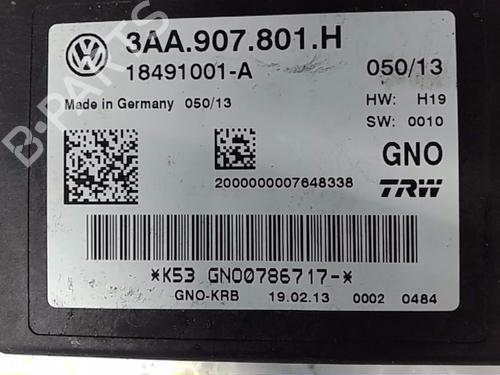 3AA.907.801.H
18491001-A 050/13
Made in Germany 050/13 HW: H19
SW: 0010
GNO
2000000007648338
TRW
*K53 GNO0786717-*
GNO-KRB 19.02.13 0002 0484
B-PARTS